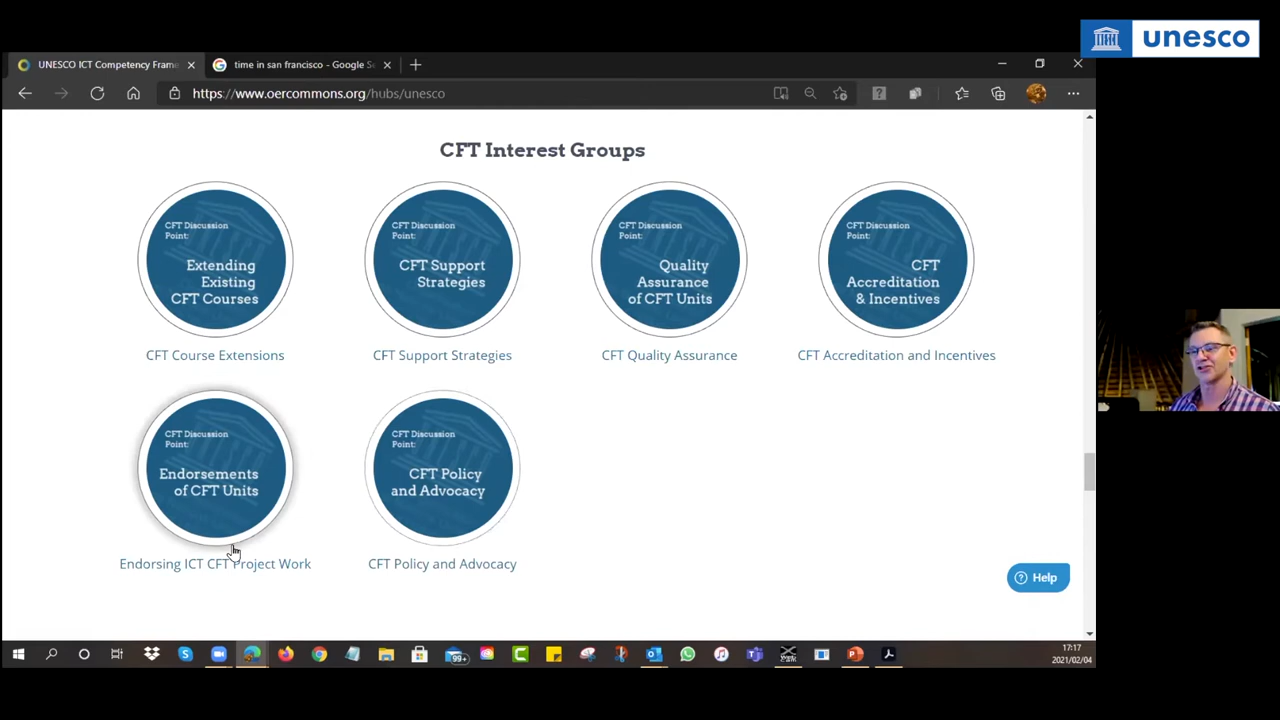 unesco
UNESCO ICT Competency Fram
time in san francisco - Google Se
https://www.oercommons.org/hubs/unesco
CFT Interest Groups
CFT Discussion
Point:
Extending
Existing
CFT Courses
CFT Course Extensions
CFT Discussion
Point:
CFT Support
Strategies
CFT Support Strategies
CFT Discussion
Point:
Quality
Assurance
of CFT Units
CFT Quality Assurance
CFT Discussion
Point:
CFT
Accreditation
& Incentives
CFT Accreditation and Incentives
CFT Discussion
Point:
Endorsements
of CFT Units
Endorsing ICT CFT Project Work
CFT Discussion
Point:
CFT Policy
and Advocacy
CFT Policy and Advocacy
Help
99+
17:17
2021/02/04